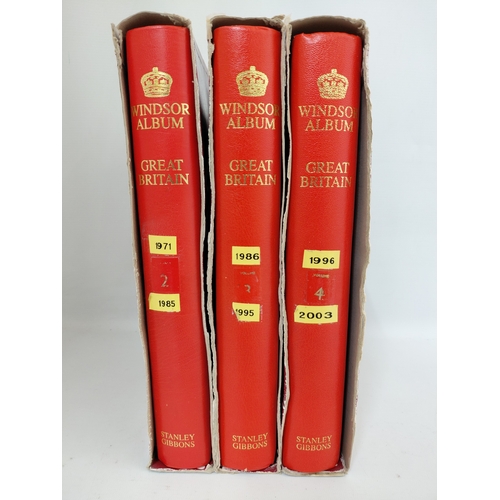 WINDSOR
ALBUM
GREAT
BRITAIN
1971
2
1985
STANLEY
GIBBONS
WINDSOR
ALBUM
GREAT
BRITAIN
1986
3
1995
STANLEY
GIBBONS
WINDSOR
ALBUM
GREAT
BRITAIN
1996
4
2003
STANLEY
GIBBONS